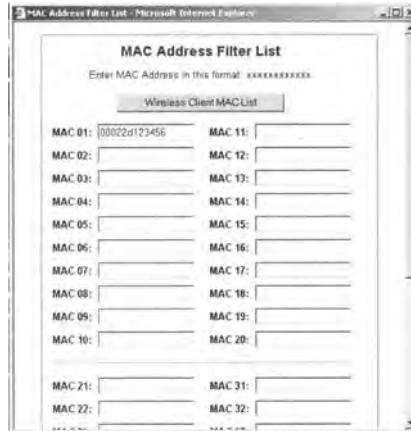 MAC Address Filter List - Microsoft Internet Explorer
MAC Address Filter List
Enter MAC Address in this format: xxxxxxxxxxxx
Wireless Client MAC List
MAC 01: 00022d123456 MAC 11:
MAC 02: MAC 12:
MAC 03: MAC 13:
MAC 04: MAC 14:
MAC 05: MAC 15:
MAC 06: MAC 16:
MAC 07: MAC 17:
MAC 08: MAC 18:
MAC 09: MAC 19:
MAC 10: MAC 20:
MAC 21: MAC 31:
MAC 22: MAC 32: